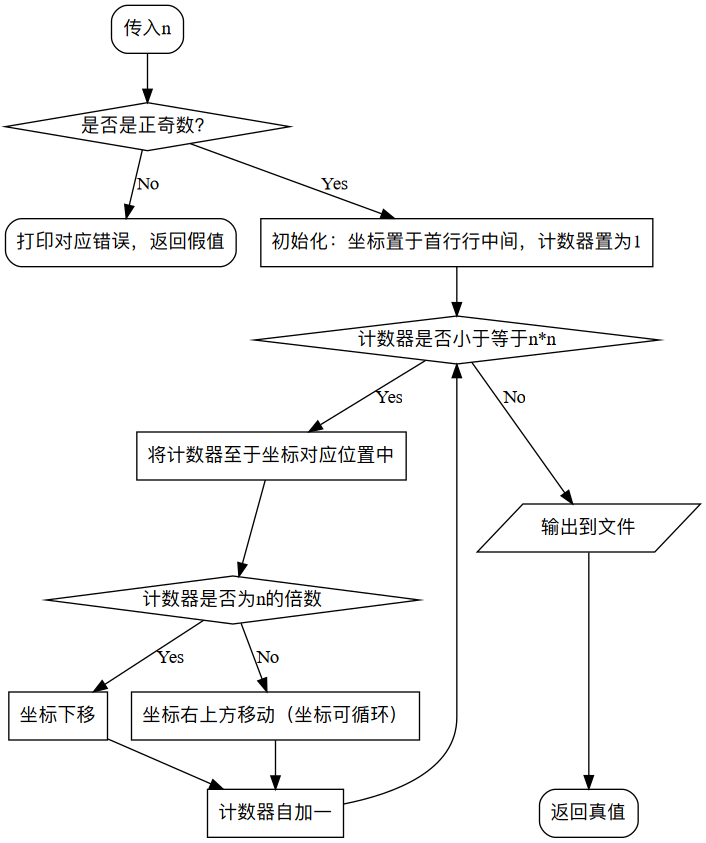 传入n
是否是正奇数?
No
Yes
打印对应错误，返回假值
初始化：坐标置于首行行中间，计数器置为1
计数器是否小于等于n*n
Yes
No
将计数器至于坐标对应位置中
输出到文件
计数器是否为n的倍数
Yes
No
坐标下移
坐标右上方移动（坐标可循环）
计数器自加一
返回真值